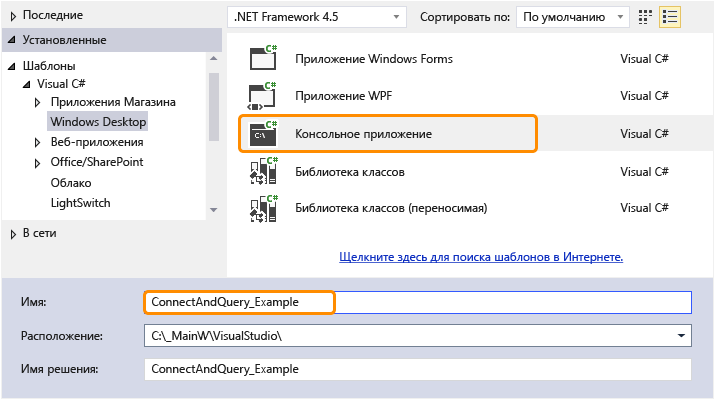 Последние
Установленные
Шаблоны
Visual C#
Приложения Магазина
Windows Desktop
Веб-приложения
Office/SharePoint
Облако
LightSwitch
В сети
.NET Framework 4.5
Сортировать по:
По умолчанию
C#
Приложение Windows Forms
Visual C#
C#
Приложение WPF
Visual C#
C#
C:\
Консольное приложение
Visual C#
C#
Библиотека классов
Visual C#
C#
Библиотека классов (переносимая)
Visual C#
Щелкните здесь для поиска шаблонов в Интернете.
Имя:
ConnectAndQuery_Example
Расположение:
C:\_MainW\VisualStudio\
Имя решения:
ConnectAndQuery_Example